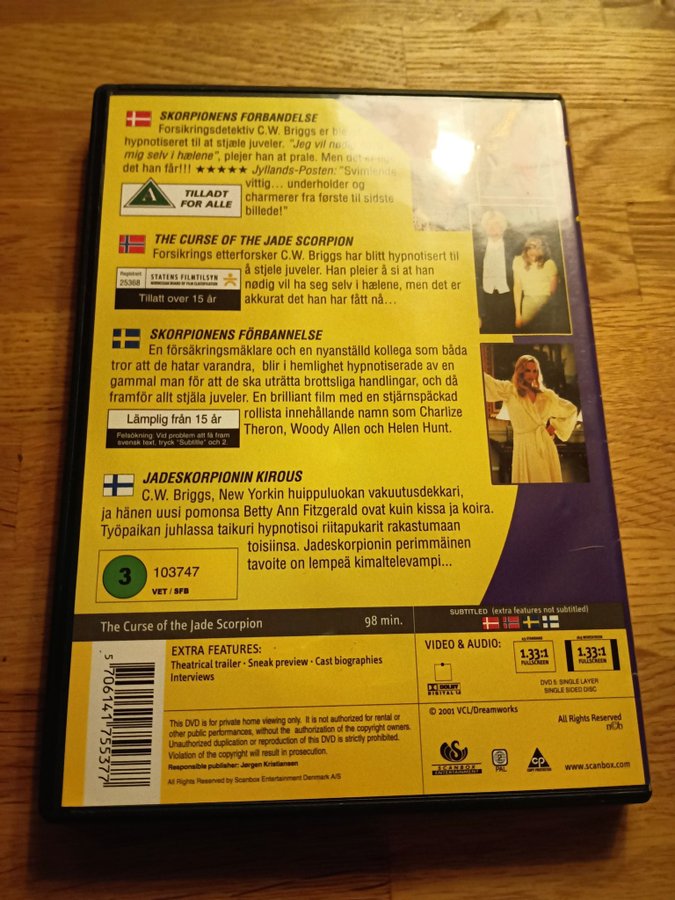 SKORPIONENS FORBANDELSE
Forsikringsdetektiv C.W. Briggs er ble
hypnotiseret til at stjæle juveler. "Jeg vil nødig
mig selv i hælene", plejer han at prale. Men det er
det han får!!! ★★★★★ Jyllands-Posten: "Svimlende
vittig... underholder og
charmerer fra første til sidste
billede!"
A
TILLADT
FOR ALLE
THE CURSE OF THE JADE SCORPION
Forsikrings etterforsker C.W. Briggs har blitt hypnotisert til
å stjele juveler. Han pleier å si at han
nødig vil ha seg selv i hælene, men det er
akkurat det han har fått nå...
Registrert
25368
STATENS FILMTILSYN
NORWEGIAN BOARD OF FILM CLASSIFICATION
Tillatt over 15 år
SKORPIONENS FÖRBANNELSE
En försäkringsmäklare och en nyanställd kollega som båda
tror att de hatar varandra, blir i hemlighet hypnotiserade av en
gammal man för att de ska uträtta brottsliga handlingar, och då
framför allt stjäla juveler. En brilliant film med en stjärnspäckad
rollista innehållande namn som Charlize
Theron, Woody Allen och Helen Hunt.
Lämplig från 15 år
Felsökning: Vid problem att få fram
svensk text, tryck "Subtitle" och 2
JADESKORPIONIN KIROUS
C.W. Briggs, New Yorkin huippuluokan vakuutusdekkari,
ja hänen uusi pomonsa Betty Ann Fitzgerald ovat kuin kissa ja koira.
Työpaikan juhlassa taikuri hypnotisoi riitapukarit rakastumaan
toisiinsa. Jadeskorpionin perimmäinen
tavoite on lempeä kimaltelevampi...
3
103747
VET / SFB
The Curse of the Jade Scorpion
98 min.
SUBTITLED (extra features not subtitled)
5 706141 755377
EXTRA FEATURES:
Theatrical trailer · Sneak preview · Cast biographies
Interviews
VIDEO & AUDIO:
DOLBY
DIGITAL
1.33:1
FULLSCREEN
1.33:1
FULLSCREEN
DVD 5: SINGLE LAYER
SINGLE SIDED DISC
This DVD is for private home viewing only. It is not authorized for rental or
other public performances, without the authorization of the copyright owners.
Unauthorized duplication or reproduction of this DVD is strictly prohibited.
Violation of the copyright will result in prosecution.
Responsible publisher: Jørgen Kristiansen
All Rights Reserved by Scanbox Entertainment Denmark A/S
© 2001 VCL/Dreamworks
All Rights Reserved
nCb
SCANBOX
ENTERTAINMENT
PAL
CP
COPY PROTECTED
www.scanbox.com